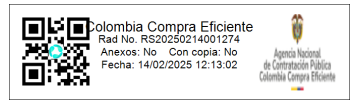 Colombia Compra Eficiente
Rad No. RS20250214001274
Anexos: No Con copia: No
Fecha: 14/02/2025 12:13:02
Agencia Nacional
de Contratación Pública
Colombia Compra Eficiente